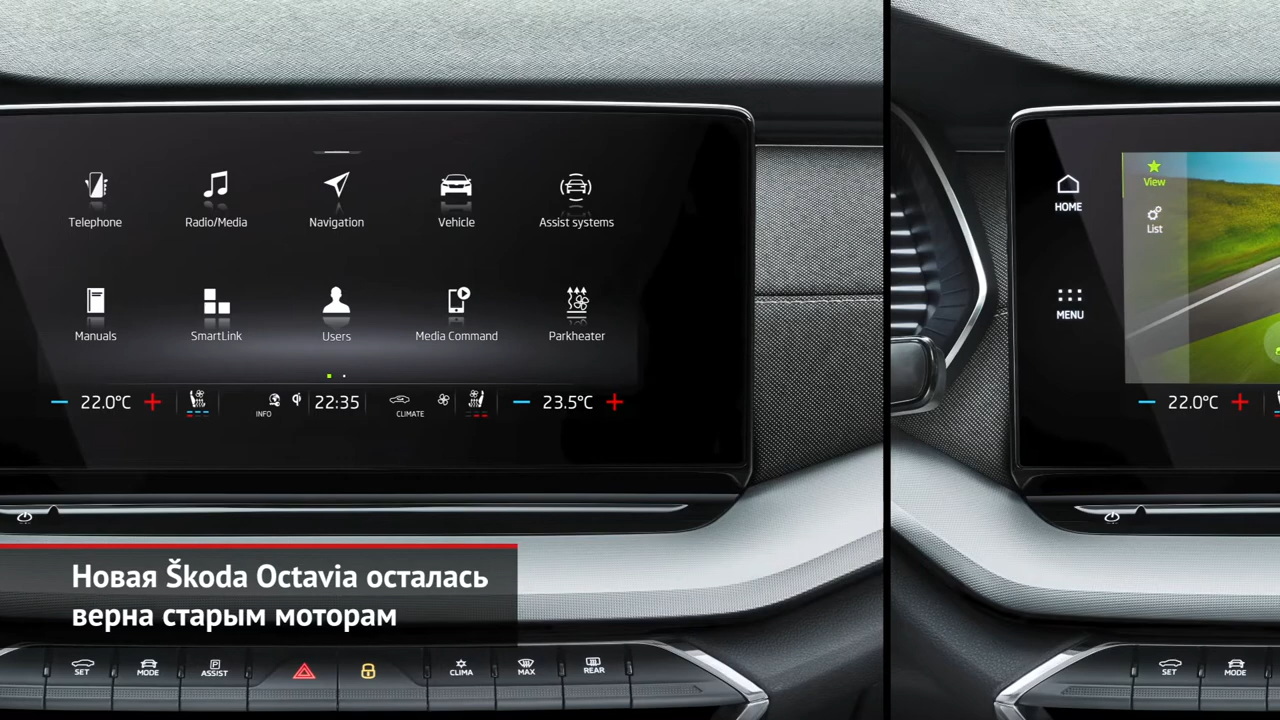 Telephone Radio/Media Navigation Vehicle Assist systems
Manuals SmartLink Users Media Command Parkheater
22.0°C INFO 22:35 CLIMATE 23.5°C
View
HOME
List
MENU
22.0°C
Новая Škoda Octavia осталась
верна старым моторам
SET MODE P ASSIST CLIMA MAX REAR
SET MODE